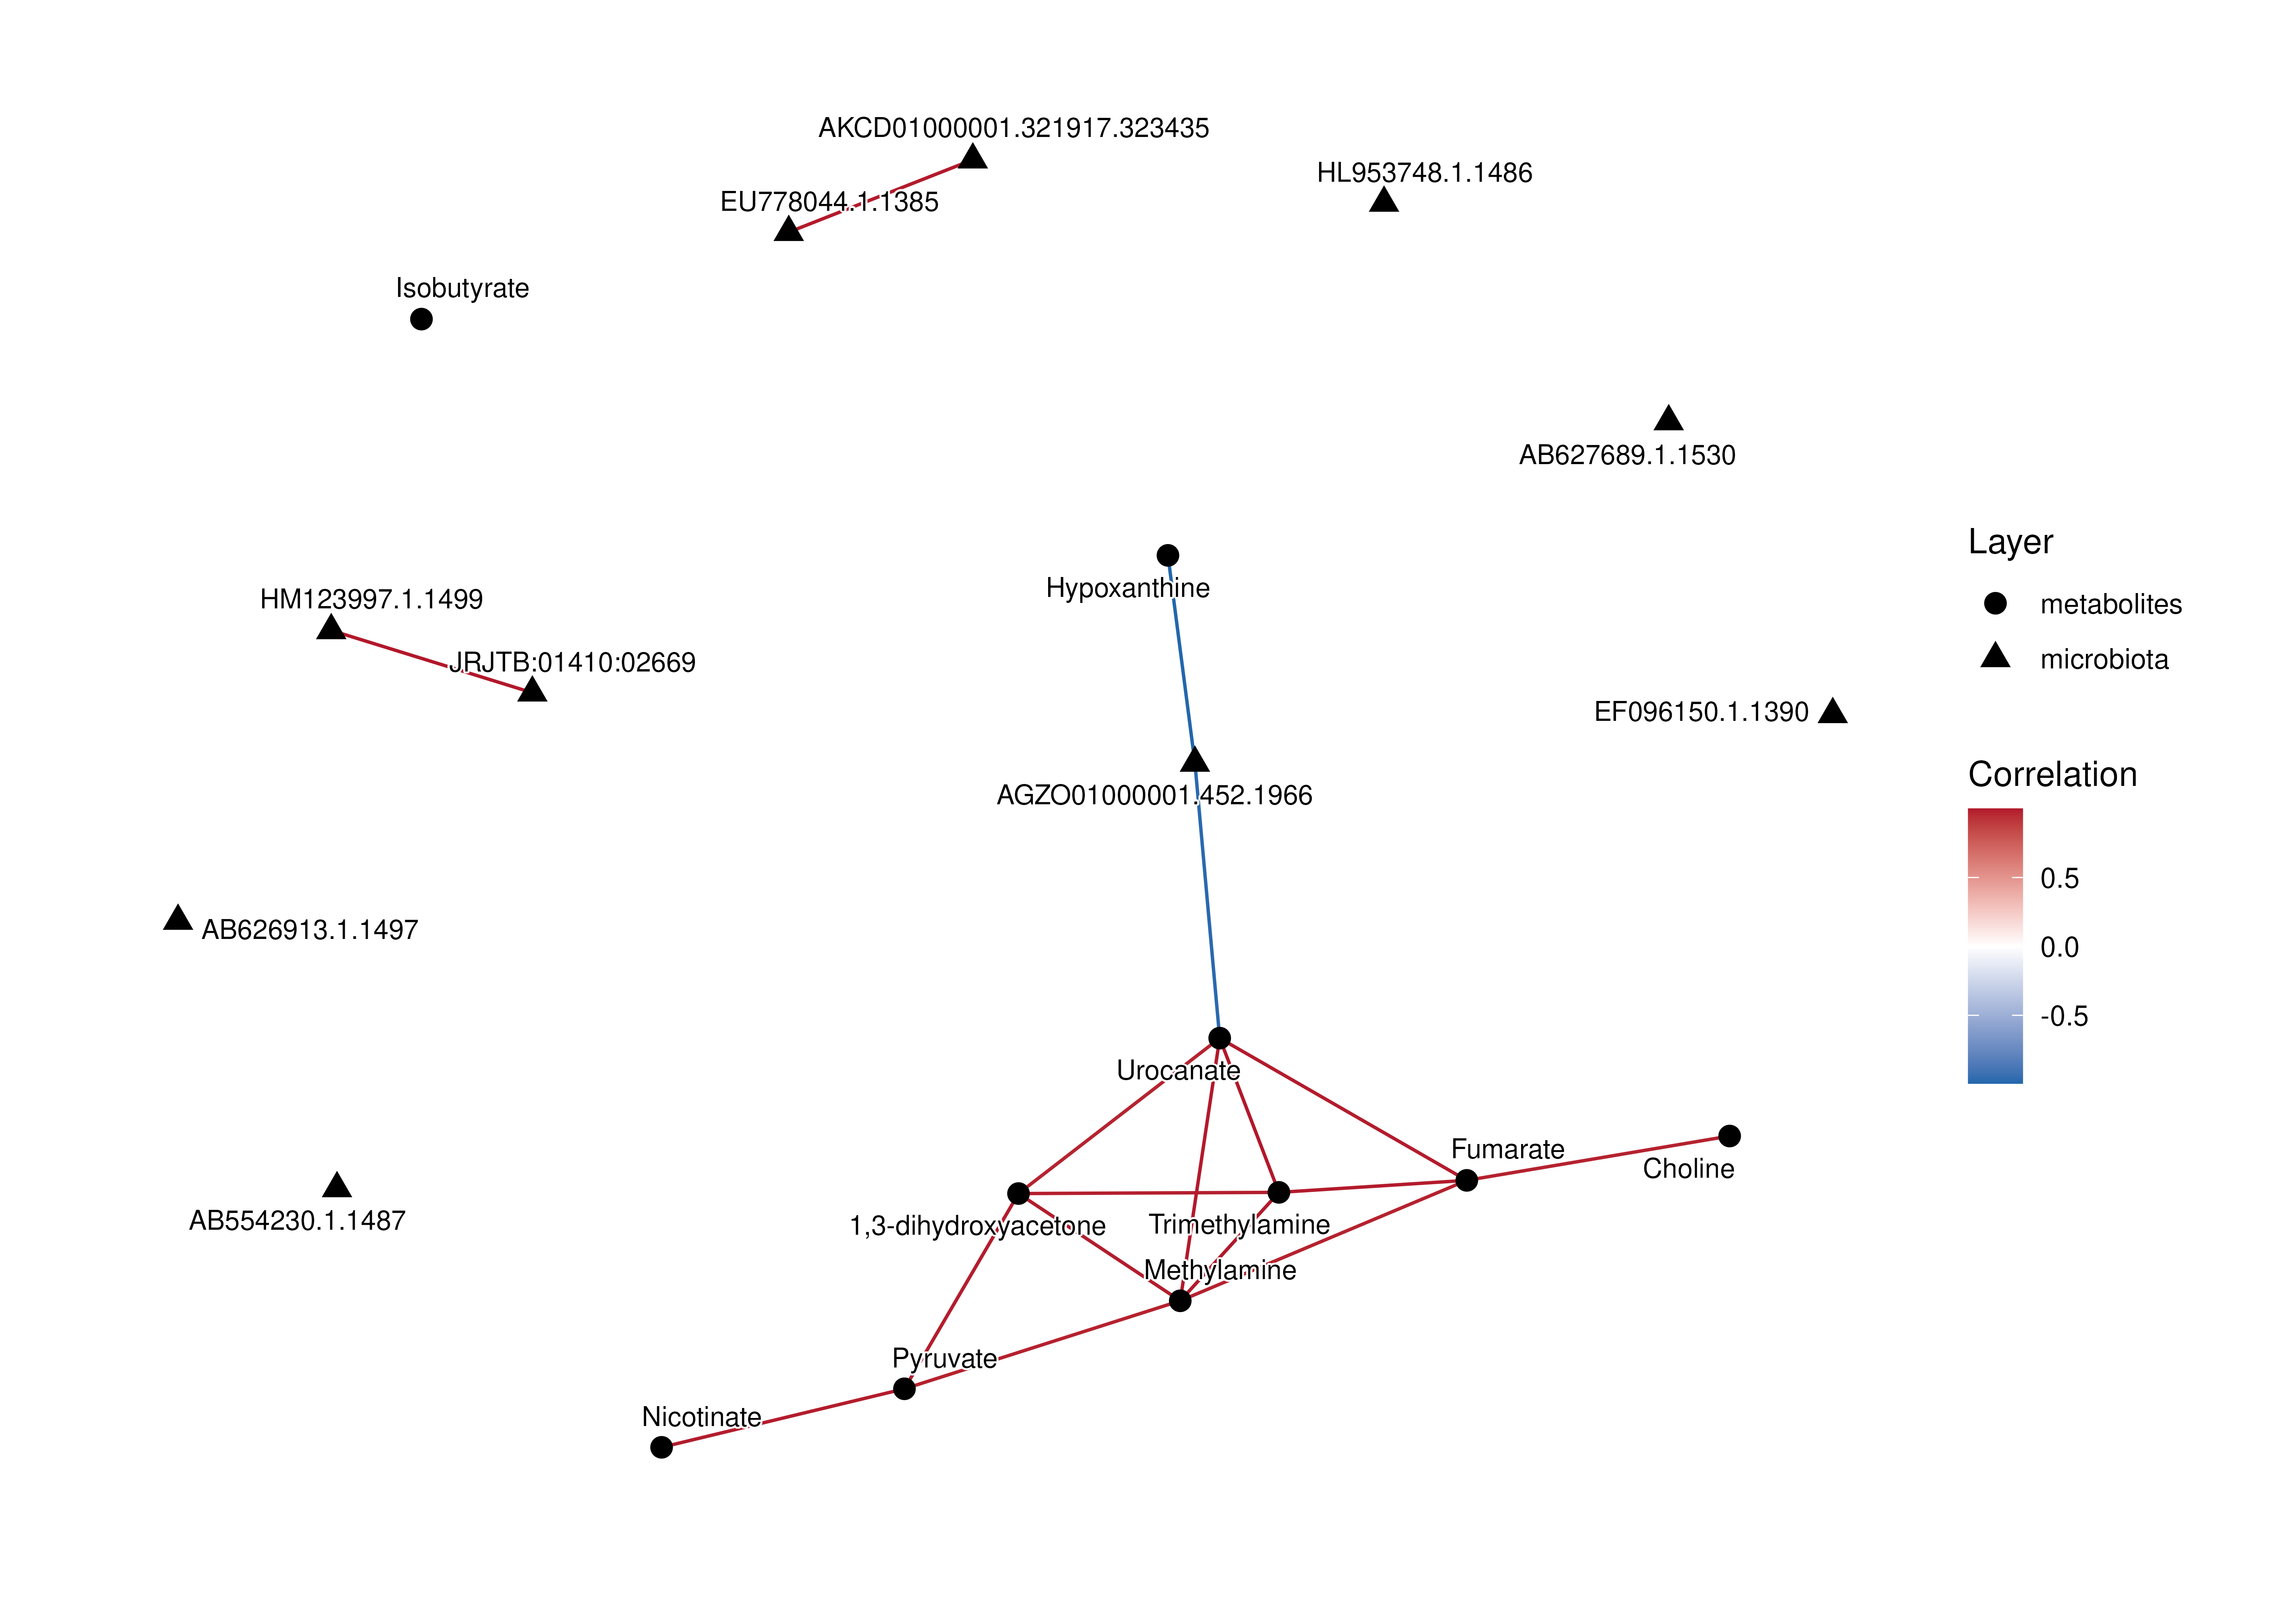 AKCD01000001.321917.323435
HL953748.1.1486
EU778044.1.1385
Isobutyrate
AB627689.1.1530
Hypoxanthine
HM123997.1.1499
JRJTB:01410:02669
EF096150.1.1390
AGZO01000001.452.1966
AB626913.1.1497
Urocanate
Fumarate
Choline
AB554230.1.1487
1,3-dihydroxyacetone
Trimethylamine
Methylamine
Pyruvate
Nicotinate
Layer
metabolites
microbiota
Correlation
0.5
0.0
-0.5